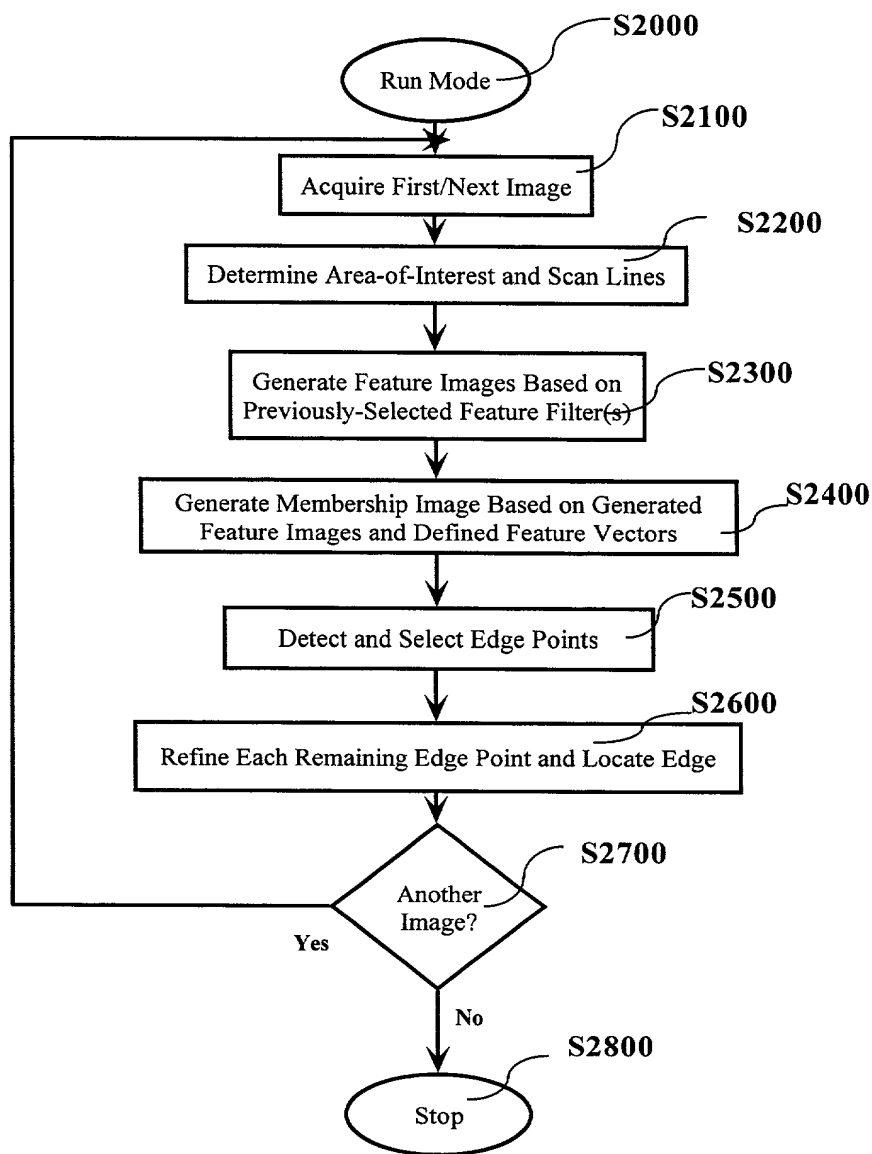 S2000
Run Mode
S2100
Acquire First/Next Image
S2200
Determine Area-of-Interest and Scan Lines
S2300
Generate Feature Images Based on
Previously-Selected Feature Filter(s)
S2400
Generate Membership Image Based on Generated
Feature Images and Defined Feature Vectors
S2500
Detect and Select Edge Points
S2600
Refine Each Remaining Edge Point and Locate Edge
S2700
Another
Image?
Yes
No
S2800
Stop